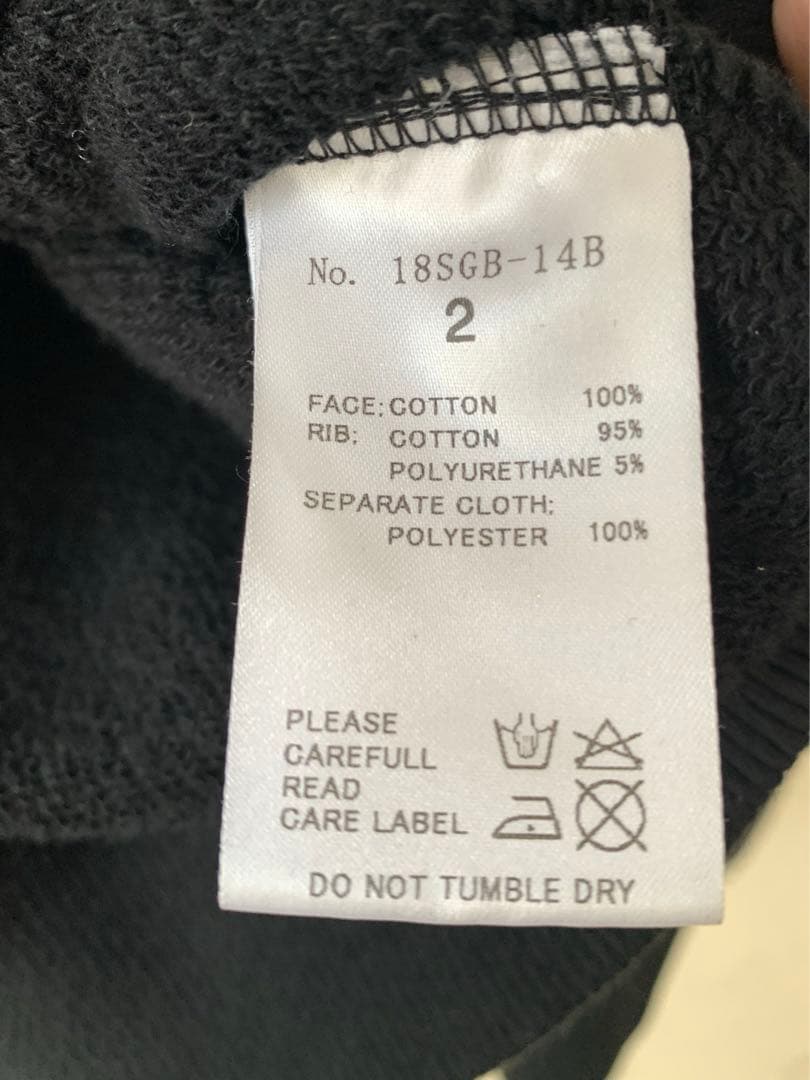 No. 18SGB-14B
2
FACE: COTTON 100%
RIB: COTTON 95%
POLYURETHANE 5%
SEPARATE CLOTH:
POLYESTER 100%
PLEASE
CAREFULL
READ
CARE LABEL
DO NOT TUMBLE DRY